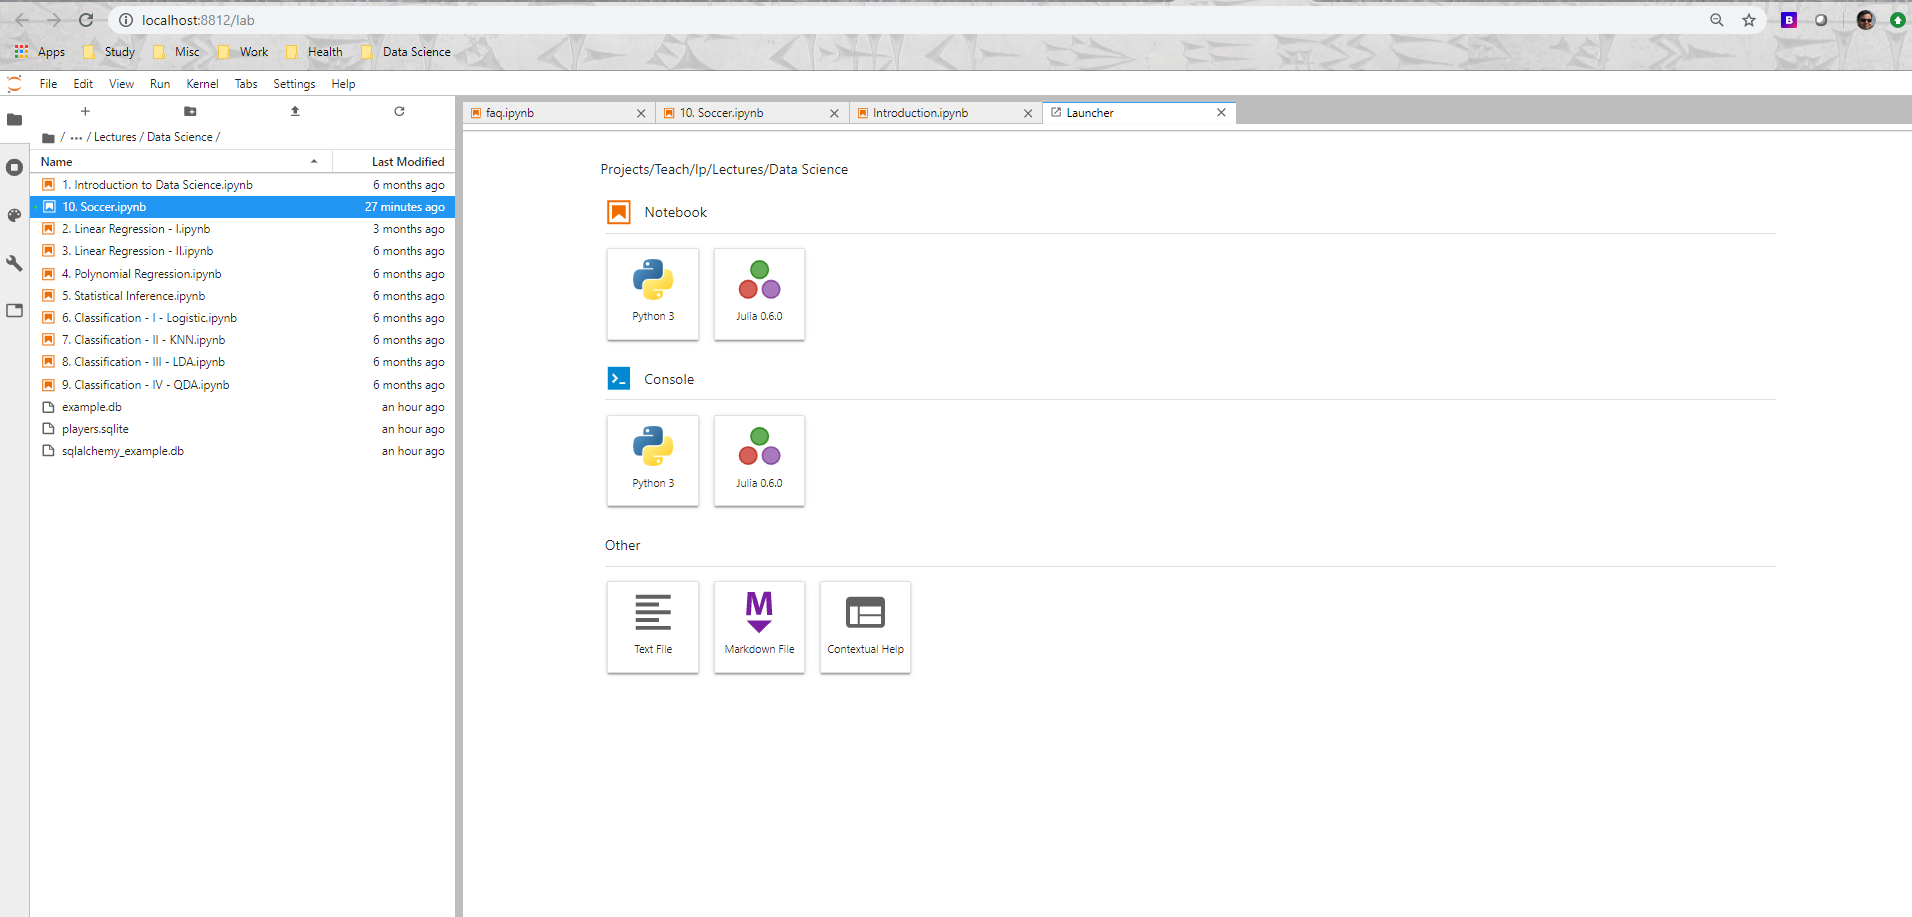 localhost:8812/lab
B
Apps Study Misc Work Health Data Science
File Edit View Run Kernel Tabs Settings Help
faq.ipynb 10. Soccer.ipynb Introduction.ipynb Launcher
/ ··· / Lectures / Data Science /
Name Last Modified
1. Introduction to Data Science.ipynb 6 months ago
10. Soccer.ipynb 27 minutes ago
2. Linear Regression - I.ipynb 3 months ago
3. Linear Regression - II.ipynb 6 months ago
4. Polynomial Regression.ipynb 6 months ago
5. Statistical Inference.ipynb 6 months ago
6. Classification - I - Logistic.ipynb 6 months ago
7. Classification - II - KNN.ipynb 6 months ago
8. Classification - III - LDA.ipynb 6 months ago
9. Classification - IV - QDA.ipynb 6 months ago
example.db an hour ago
players.sqlite an hour ago
sqlalchemy_example.db an hour ago
Projects/Teach/Ip/Lectures/Data Science
Notebook
Python 3 Julia 0.6.0
Console
Python 3 Julia 0.6.0
Other
M
Text File Markdown File Contextual Help